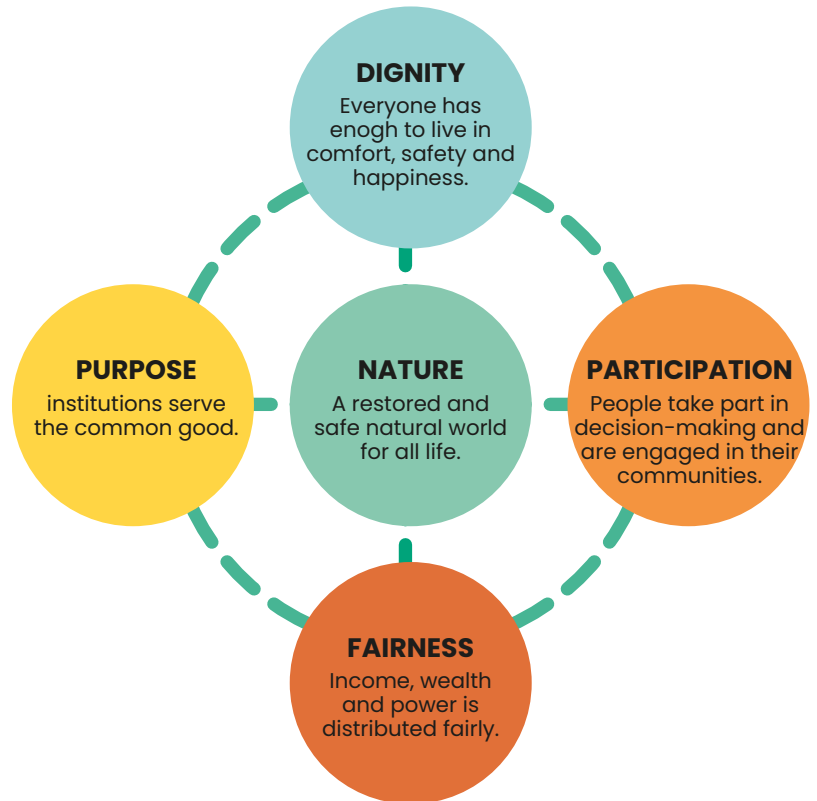 DIGNITY
Everyone has
enogh to live in
comfort, safety and
happiness.
PURPOSE
institutions serve
the common good.
NATURE
A restored and
safe natural world
for all life.
PARTICIPATION
People take part in
decision-making and
are engaged in their
communities.
FAIRNESS
Income, wealth
and power is
distributed fairly.